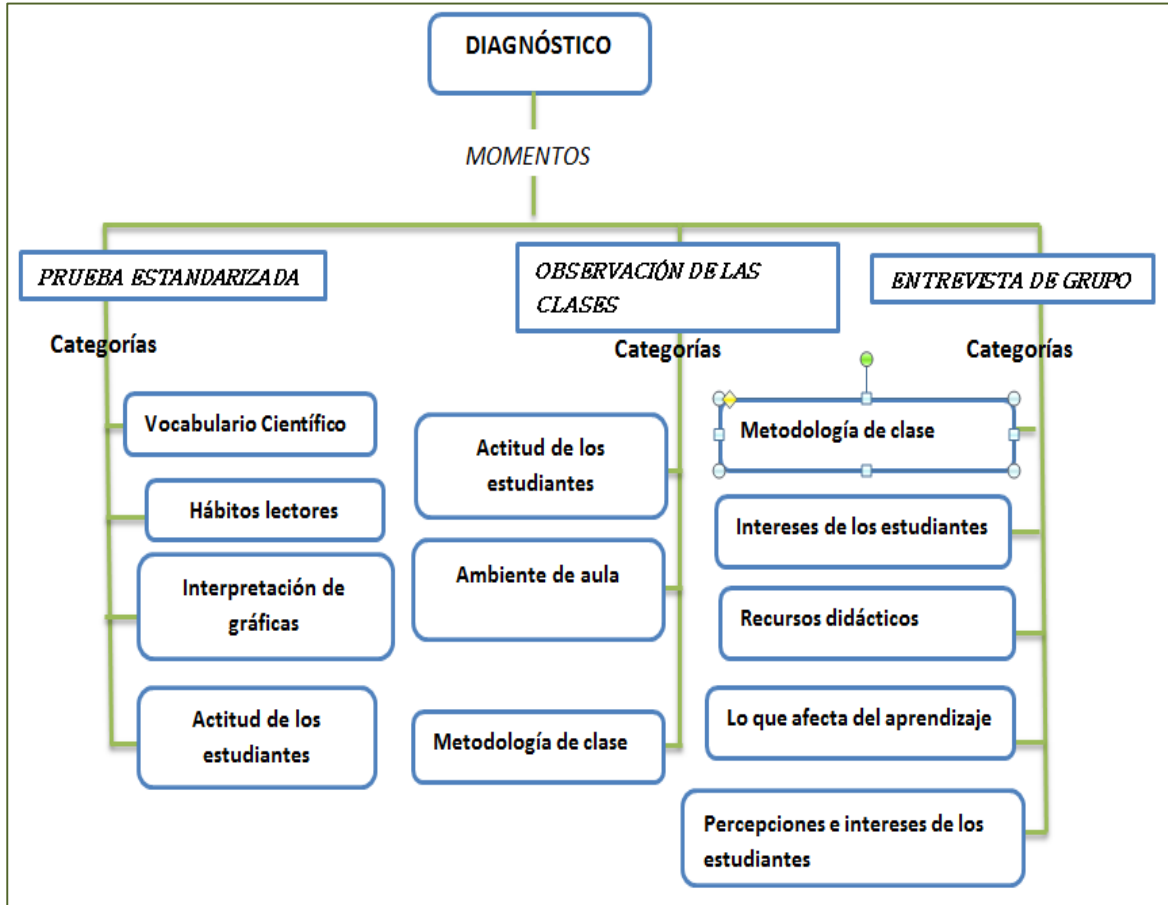 DIAGNÓSTICO
MOMENTOS
PRUEBA ESTANDARIZADA
Categorías
Vocabulario Científico
Hábitos lectores
Interpretación de
gráficas
Actitud de los
estudiantes
OBSERVACIÓN DE LAS
CLASES
Categorías
Actitud de los
estudiantes
Ambiente de aula
Metodología de clase
ENTREVISTA DE GRUPO
Categorías
Metodología de clase
Intereses de los estudiantes
Recursos didácticos
Lo que afecta del aprendizaje
Percepciones e intereses de los
estudiantes